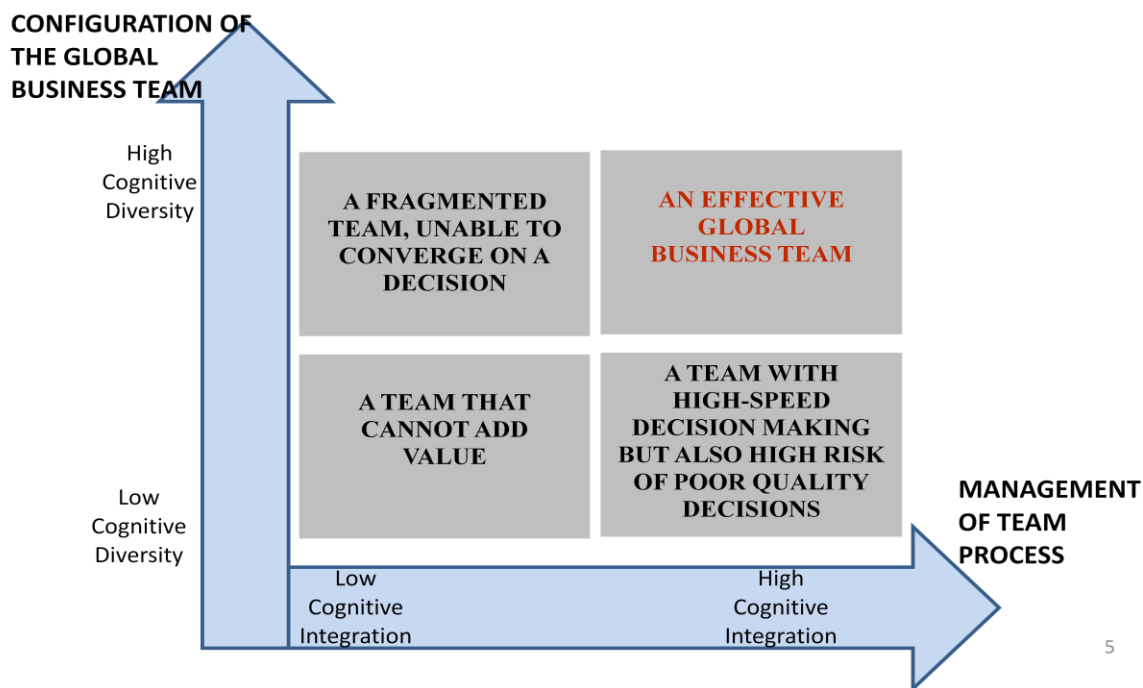 CONFIGURATION OF
THE GLOBAL
BUSINESS TEAM
High
Cognitive
Diversity
A FRAGMENTED
TEAM, UNABLE TO
CONVERGE ON A
DECISION
AN EFFECTIVE
GLOBAL
BUSINESS TEAM
Low
Cognitive
Diversity
A TEAM THAT
CANNOT ADD
VALUE
A TEAM WITH
HIGH-SPEED
DECISION MAKING
BUT ALSO HIGH RISK
OF POOR QUALITY
DECISIONS
MANAGEMENT
OF TEAM
PROCESS
Low
Cognitive
Integration
High
Cognitive
Integration
5